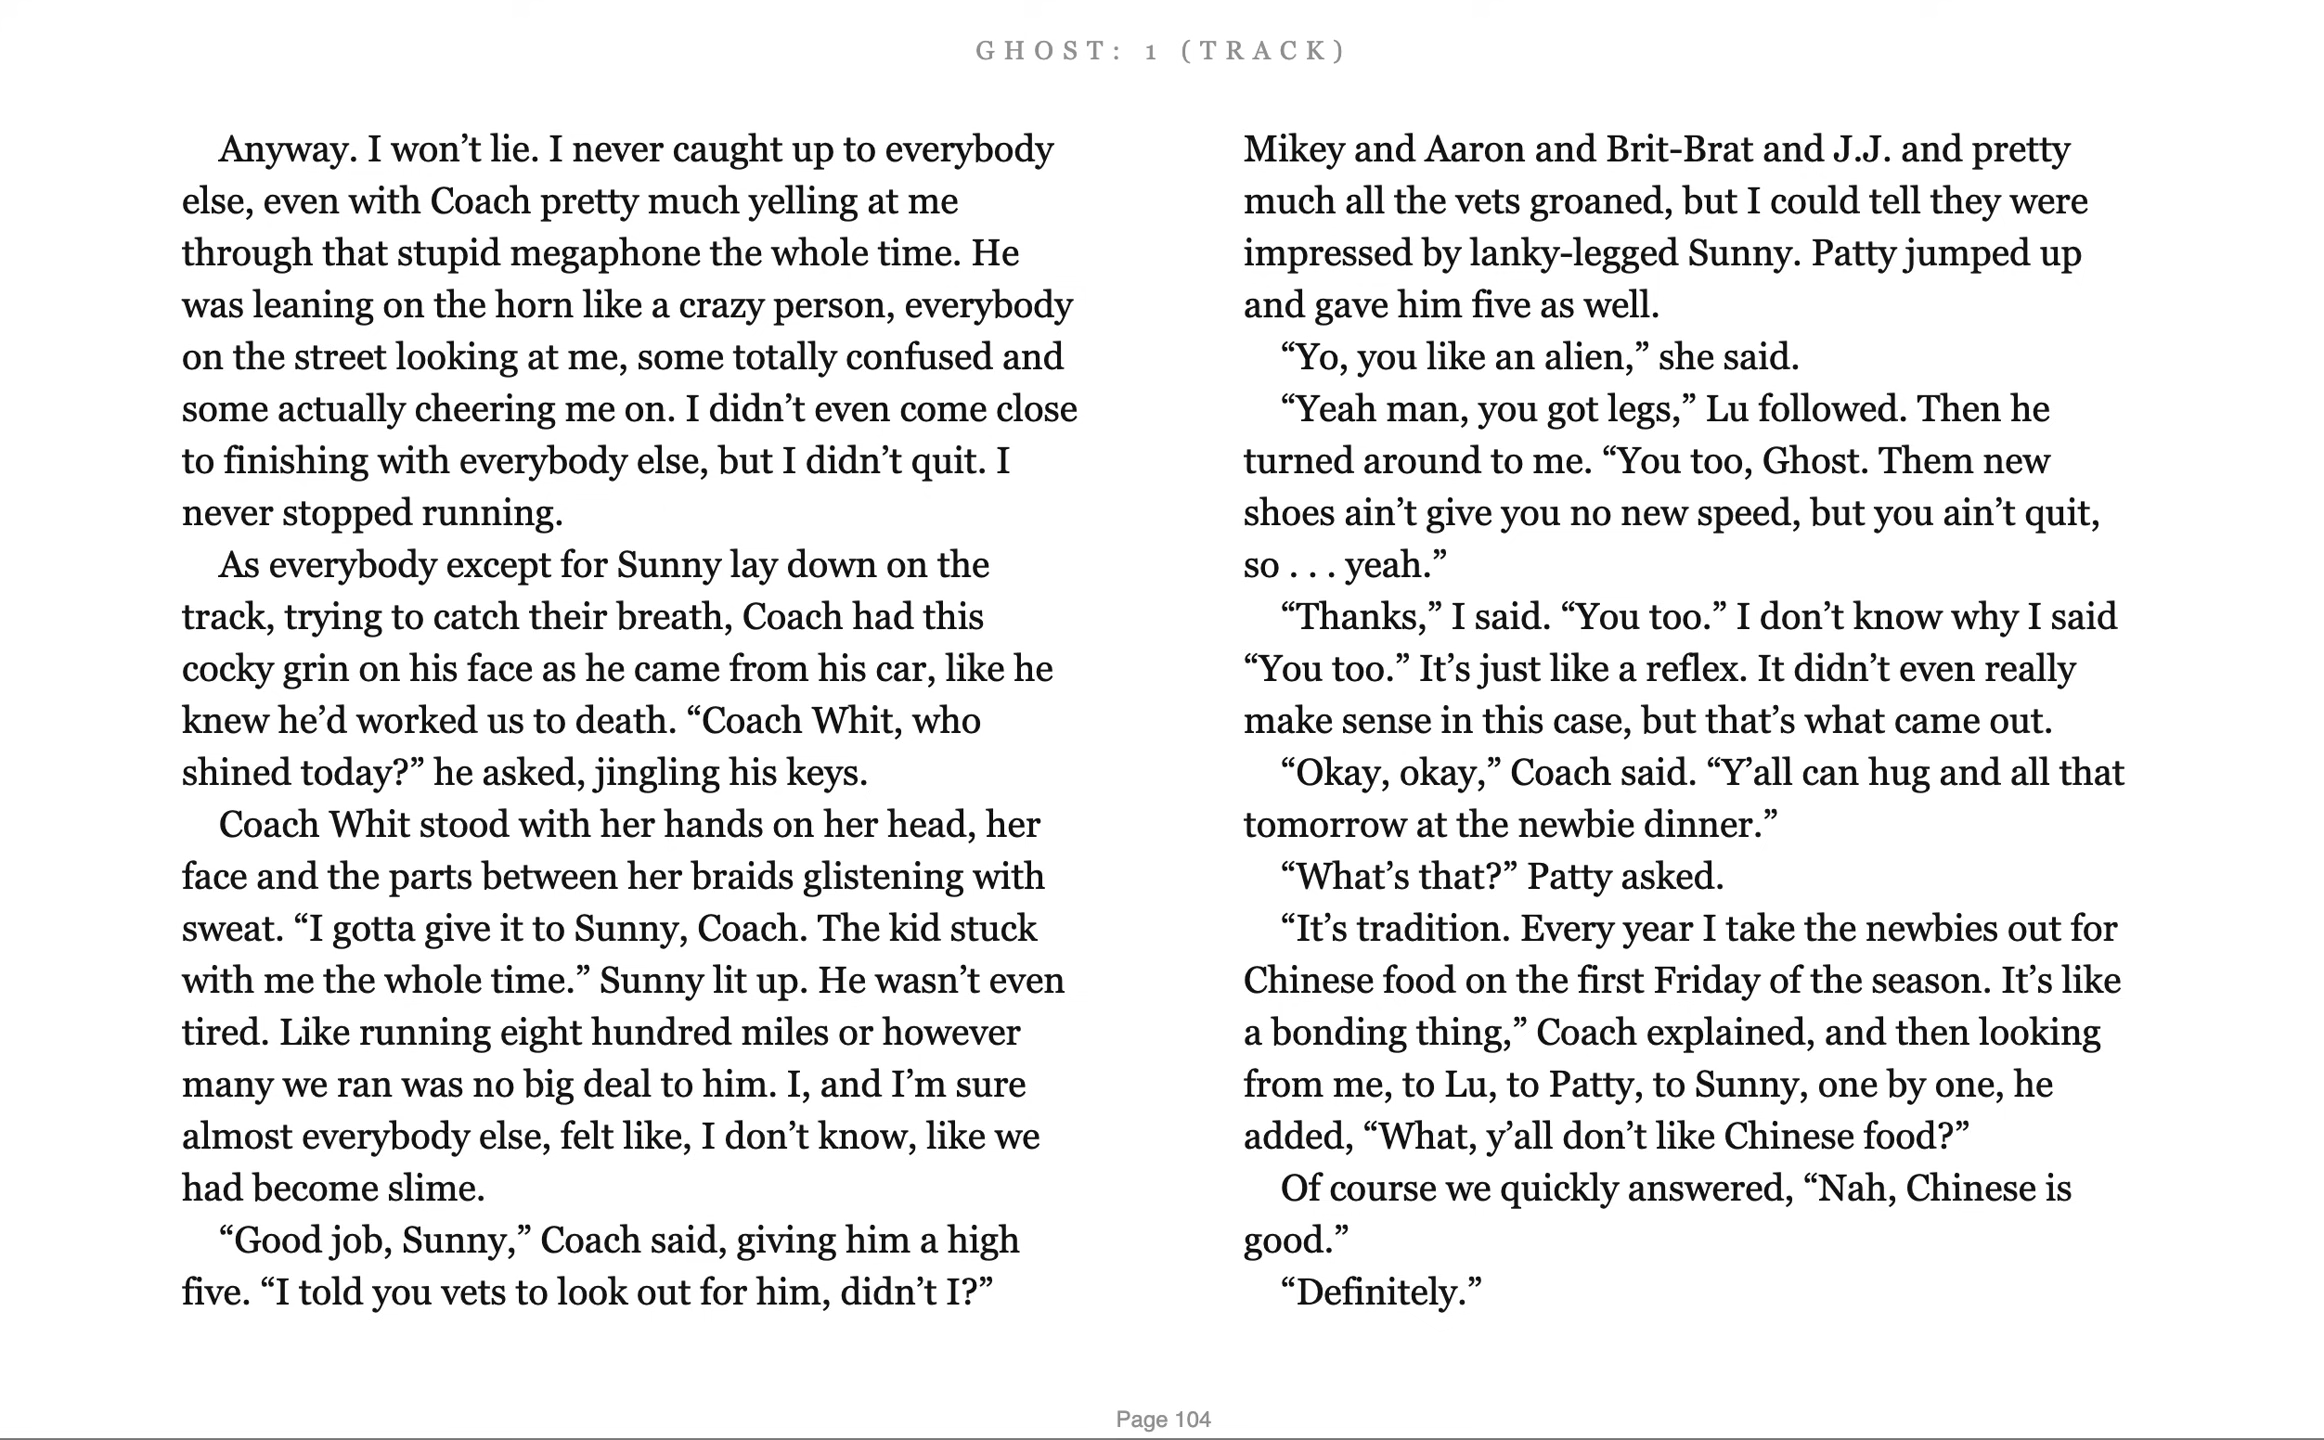 GHOST: 1 (TRACK)
Anyway. I won’t lie. I never caught up to everybody
else, even with Coach pretty much yelling at me
through that stupid megaphone the whole time. He
was leaning on the horn like a crazy person, everybody
on the street looking at me, some totally confused and
some actually cheering me on. I didn’t even come close
to finishing with everybody else, but I didn’t quit. I
never stopped running.
As everybody except for Sunny lay down on the
track, trying to catch their breath, Coach had this
cocky grin on his face as he came from his car, like he
knew he’d worked us to death. “Coach Whit, who
shined today?” he asked, jingling his keys.
Coach Whit stood with her hands on her head, her
face and the parts between her braids glistening with
sweat. “I gotta give it to Sunny, Coach. The kid stuck
with me the whole time.” Sunny lit up. He wasn’t even
tired. Like running eight hundred miles or however
many we ran was no big deal to him. I, and I’m sure
almost everybody else, felt like, I don’t know, like we
had become slime.
“Good job, Sunny,” Coach said, giving him a high
five. “I told you vets to look out for him, didn’t I?”
Mikey and Aaron and Brit-Brat and J.J. and pretty
much all the vets groaned, but I could tell they were
impressed by lanky-legged Sunny. Patty jumped up
and gave him five as well.
“Yo, you like an alien,” she said.
“Yeah man, you got legs,” Lu followed. Then he
turned around to me. “You too, Ghost. Them new
shoes ain’t give you no new speed, but you ain’t quit,
so . . . yeah.”
“Thanks,” I said. “You too.” I don’t know why I said
“You too.” It’s just like a reflex. It didn’t even really
make sense in this case, but that’s what came out.
“Okay, okay,” Coach said. “Y’all can hug and all that
tomorrow at the newbie dinner.”
“What’s that?” Patty asked.
“It’s tradition. Every year I take the newbies out for
Chinese food on the first Friday of the season. It’s like
a bonding thing,” Coach explained, and then looking
from me, to Lu, to Patty, to Sunny, one by one, he
added, “What, y’all don’t like Chinese food?”
Of course we quickly answered, “Nah, Chinese is
good.”
“Definitely.”
Page 104